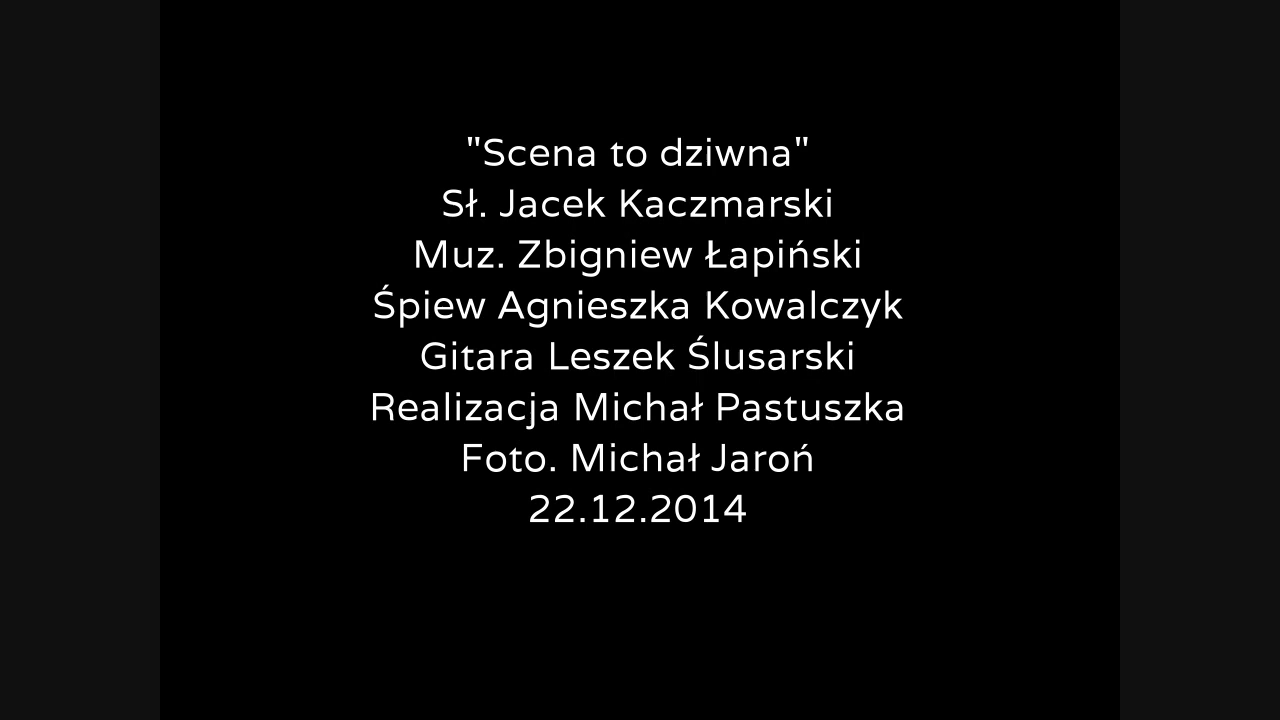 "Scena to dziwna"
Sł. Jacek Kaczmarski
Muz. Zbigniew Łapiński
Śpiew Agnieszka Kowalczyk
Gitara Leszek Ślusarski
Realizacja Michał Pastuszka
Foto. Michał Jaroń
22.12.2014